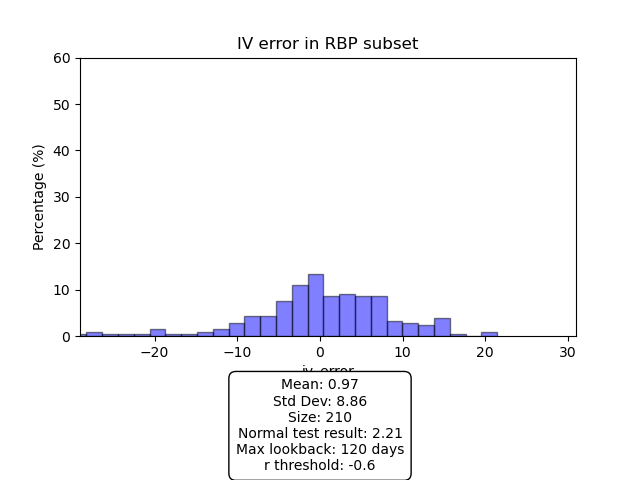 IV error in RBP subset
Percentage (%)
60
50
40
30
20
10
0
−20 −10 0 10 20 30
iv_error
Mean: 0.97
Std Dev: 8.86
Size: 210
Normal test result: 2.21
Max lookback: 120 days
r threshold: -0.6